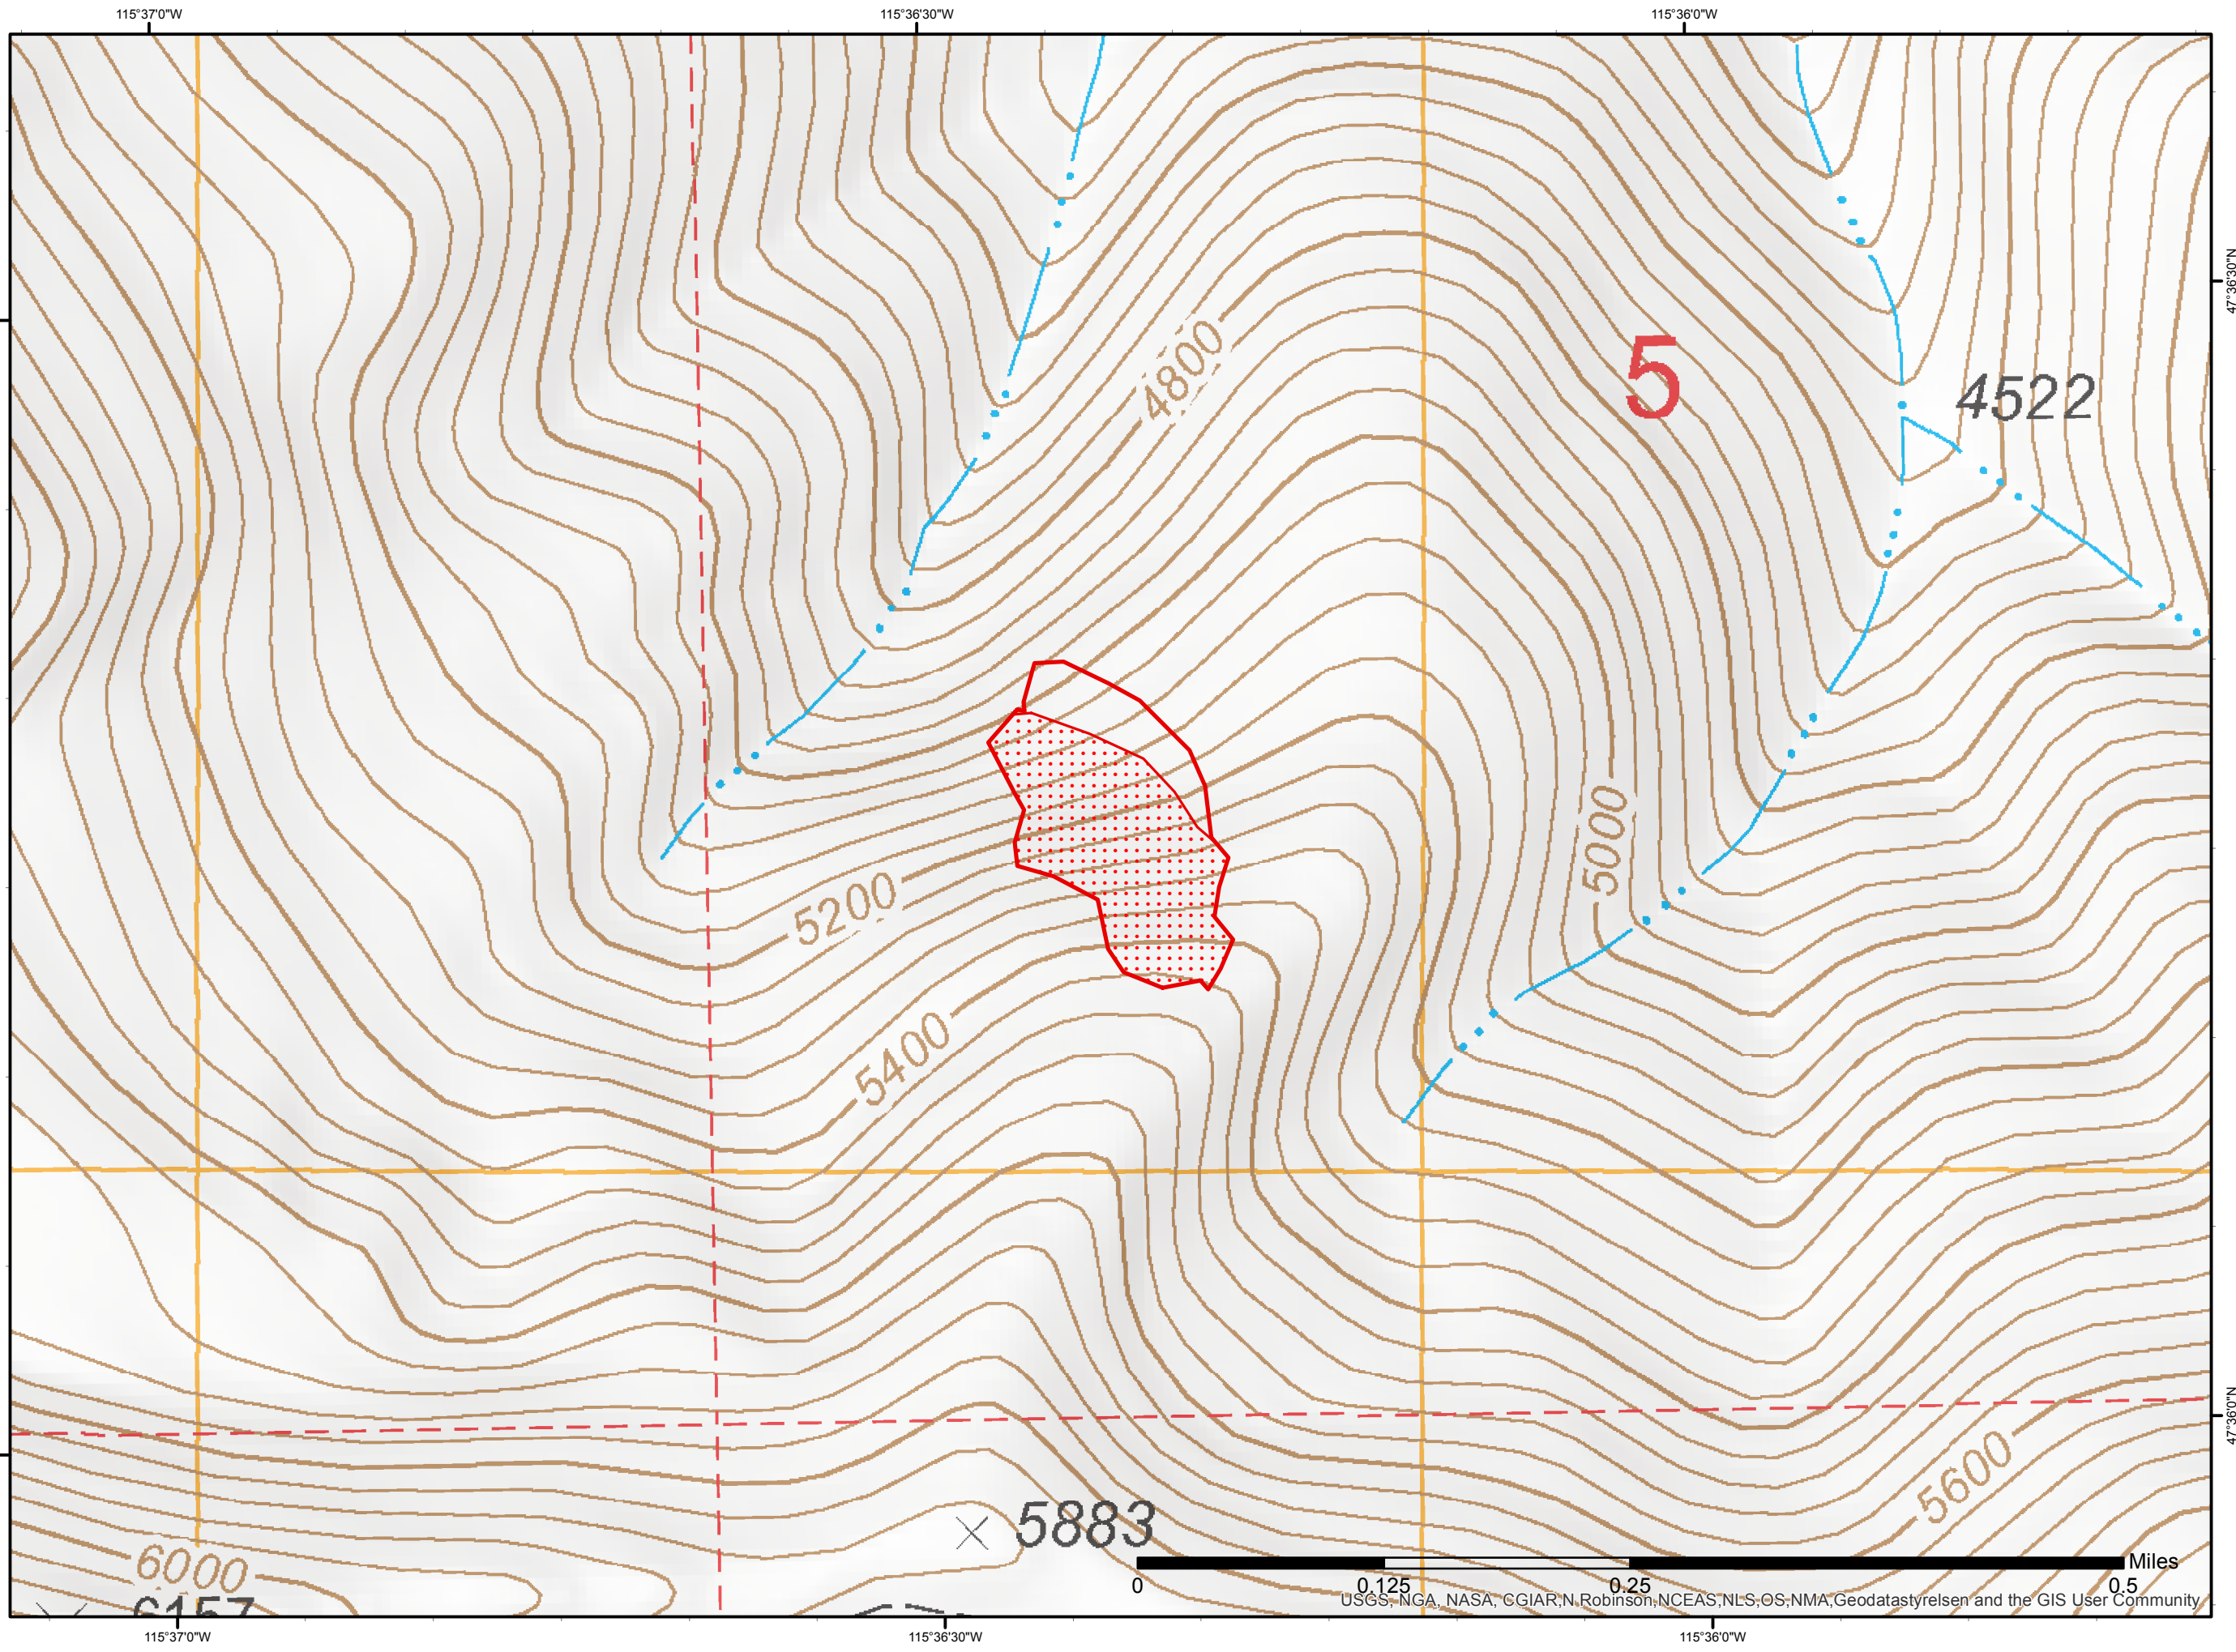 115°37'0"W
115°36'30"W
115°36'0"W
47°36'30"N
4800
5
4522
5000
5200
5400
47°36'0"N
5600
5883
6000
6157
Miles
0
0.125
0.25
0.5
USGS, NGA, NASA, CGIAR,N Robinson,NCEAS,NLS,OS,NMA,Geodatastyrelsen and the GIS User Community
115°37'0"W
115°36'30"W
115°36'0"W